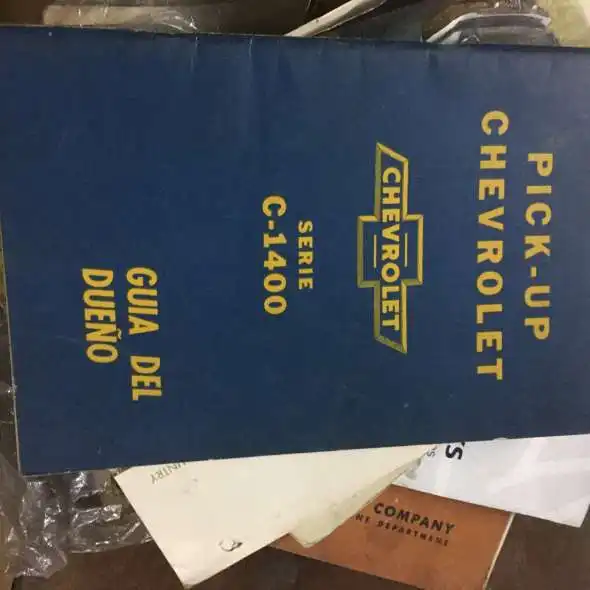 PICK-UP
CHEVROLET
CHEVROLET
SERIE
C-1400
GUIA DEL
DUEÑO
COMPANY
DEPARTMENT